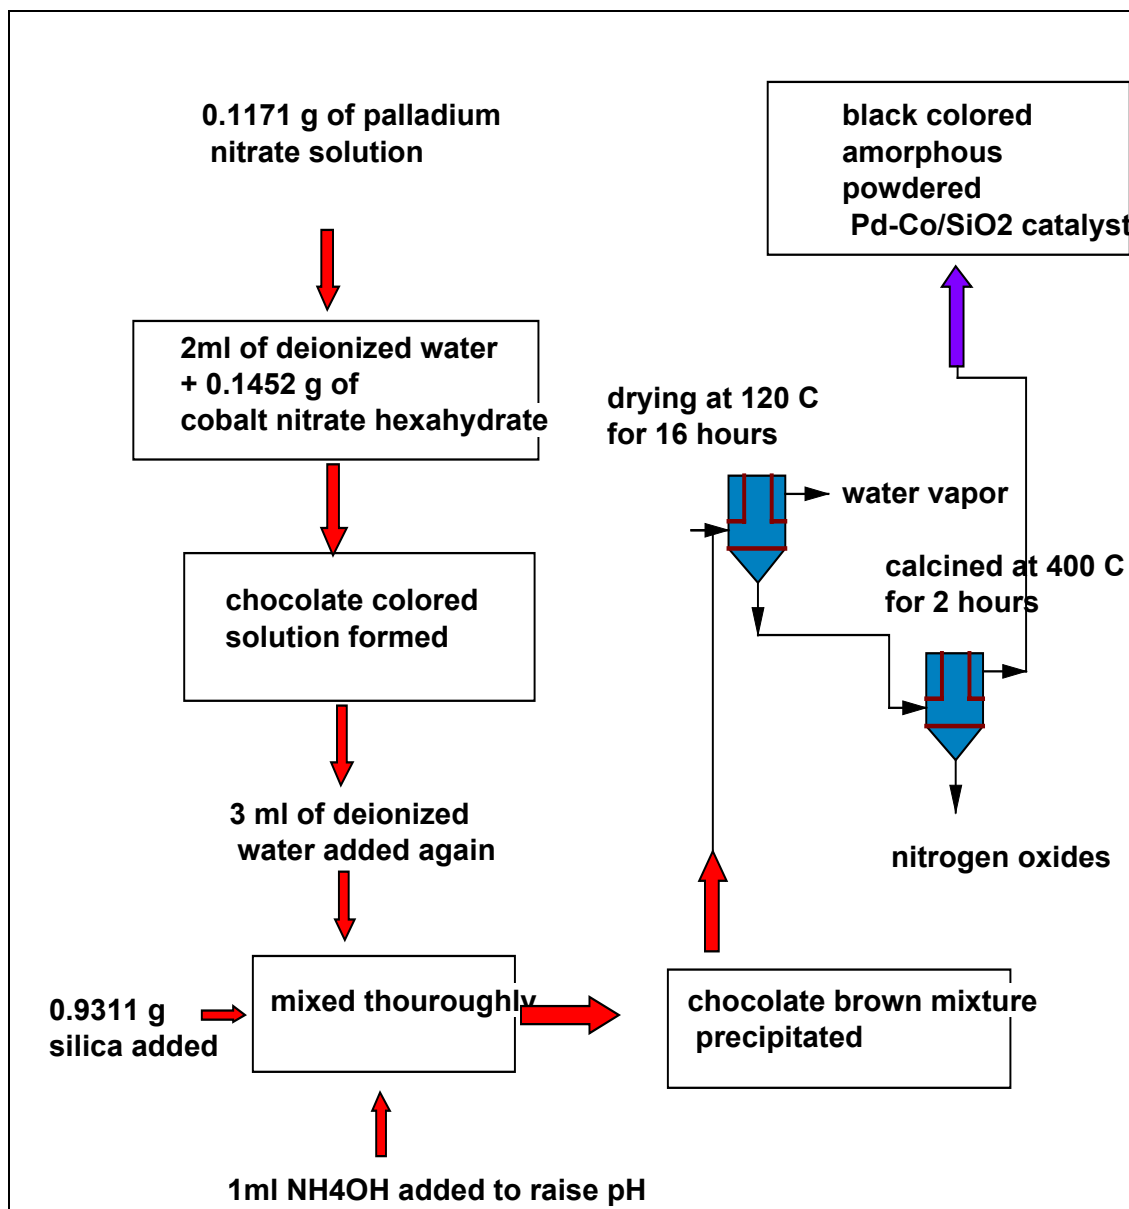 0.1171 g of palladium
nitrate solution
2ml of deionized water
+ 0.1452 g of
cobalt nitrate hexahydrate
chocolate colored
solution formed
3 ml of deionized
water added again
0.9311 g
silica added
mixed thouroughly
1ml NH4OH added to raise pH
chocolate brown mixture
precipitated
drying at 120 C
for 16 hours
water vapor
calcined at 400 C
for 2 hours
nitrogen oxides
black colored
amorphous
powdered
Pd-Co/SiO2 catalyst